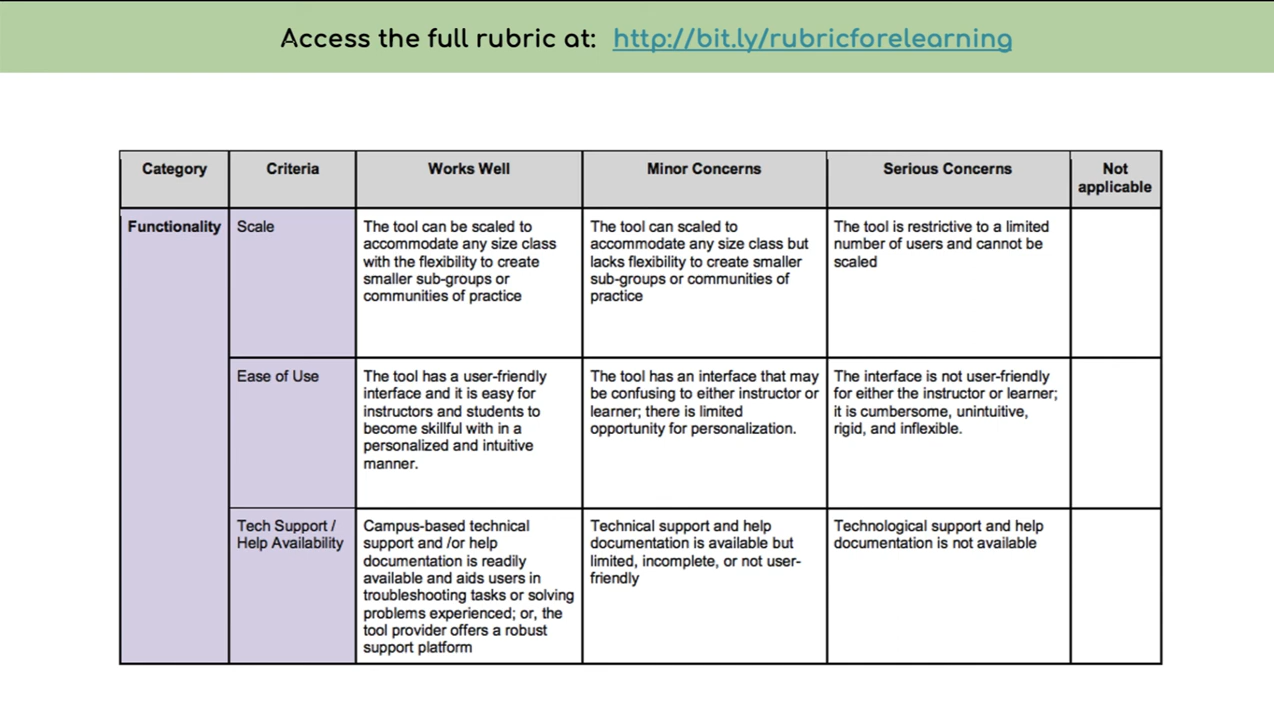 Access the full rubric at: http://bit.ly/rubricforelearning
Category
Criteria
Works Well
Minor Concerns
Serious Concerns
Not
applicable
Functionality
Scale
The tool can be scaled to
accommodate any size class
with the flexibility to create
smaller sub-groups or
communities of practice
The tool can scaled to
accommodate any size class but
lacks flexibility to create smaller
sub-groups or communities of
practice
The tool is restrictive to a limited
number of users and cannot be
scaled
Ease of Use
The tool has a user-friendly
interface and it is easy for
instructors and students to
become skillful with in a
personalized and intuitive
manner.
The tool has an interface that may
be confusing to either instructor or
learner; there is limited
opportunity for personalization.
The interface is not user-friendly
for either the instructor or learner;
it is cumbersome, unintuitive,
rigid, and inflexible.
Tech Support /
Help Availability
Campus-based technical
support and /or help
documentation is readily
available and aids users in
troubleshooting tasks or solving
problems experienced; or, the
tool provider offers a robust
support platform
Technical support and help
documentation is available but
limited, incomplete, or not user-
friendly
Technological support and help
documentation is not available